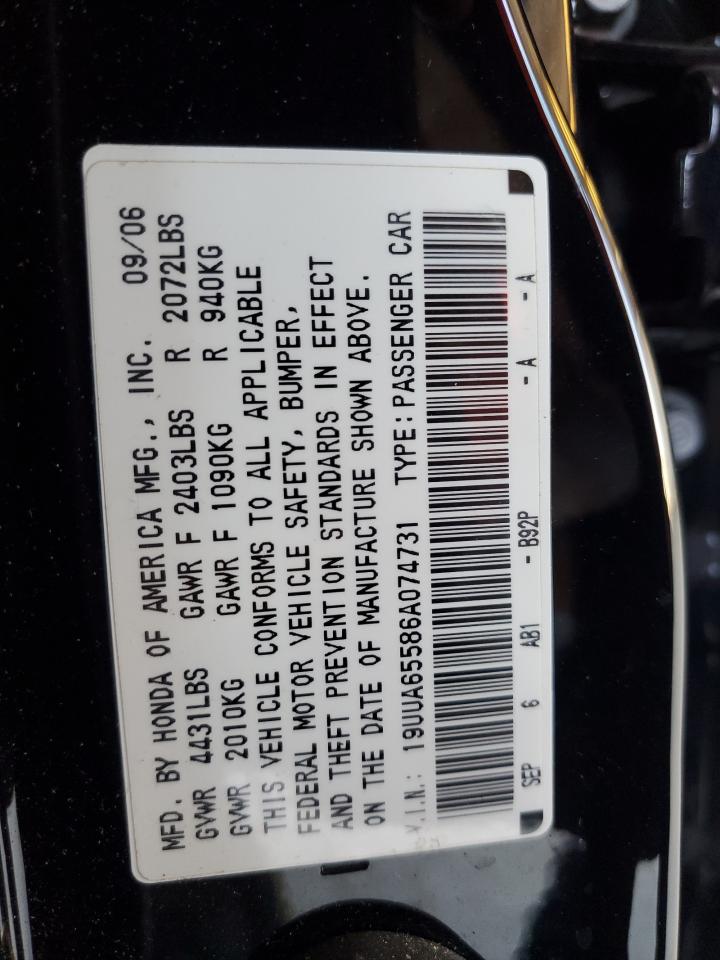 MFD. BY HONDA OF AMERICA MFG., INC. 09/06
GVWR 4431LBS GAWR F 2403LBS R 2072LBS
GVWR 2010KG GAWR F 1090KG R 940KG
THIS VEHICLE CONFORMS TO ALL APPLICABLE
FEDERAL MOTOR VEHICLE SAFETY, BUMPER,
AND THEFT PREVENTION STANDARDS IN EFFECT
ON THE DATE OF MANUFACTURE SHOWN ABOVE.
V.I.N.: 19UUA65586A074731 TYPE:PASSENGER CAR
SEP 6 AB1 - B92P - A - A